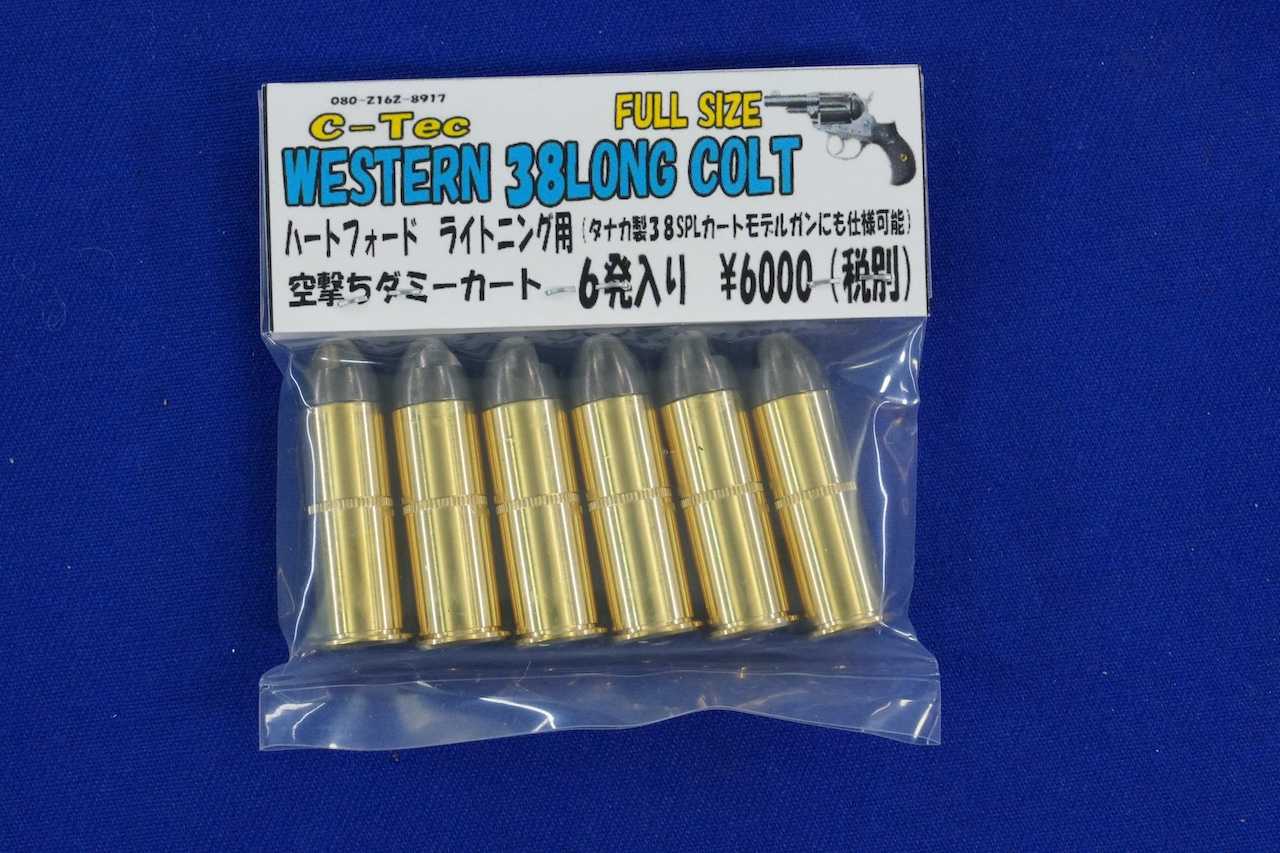 080-2162-8917
C-Tec
FULL SIZE
WESTERN 38LONG COLT
ハートフォード ライトニング用(タナカ製38SPLカートモデルガンにも仕様可能)
空撃ちダミーカート 6発入り ¥6000(税別)